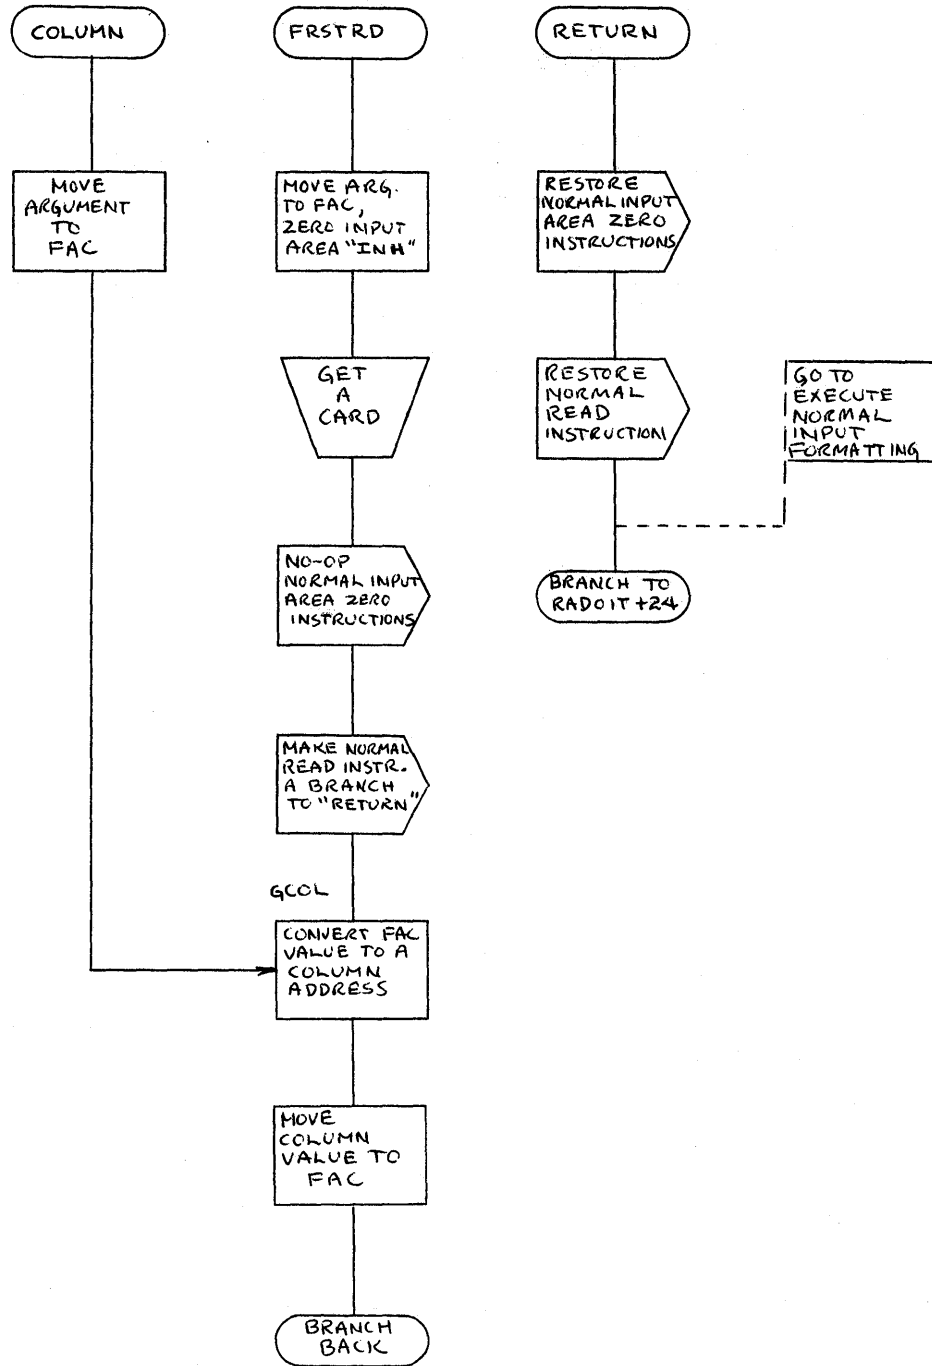 COLUMN
MOVE
ARGUMENT
TO
FAC
FRSTRD
MOVE ARG.
TO FAC,
ZERO INPUT
AREA "INH"
GET
A
CARD
NO-OP
NORMAL INPUT
AREA ZERO
INSTRUCTIONS
MAKE NORMAL
READ INSTR.
A BRANCH
TO "RETURN"
GCOL
CONVERT FAC
VALUE TO A
COLUMN
ADDRESS
MOVE
COLUMN
VALUE TO
FAC
BRANCH
BACK
RETURN
RESTORE
NORMAL INPUT
AREA ZERO
INSTRUCTIONS
RESTORE
NORMAL
READ
INSTRUCTION
GO TO
EXECUTE
NORMAL
INPUT
FORMATTING
BRANCH TO
RADOIT +24